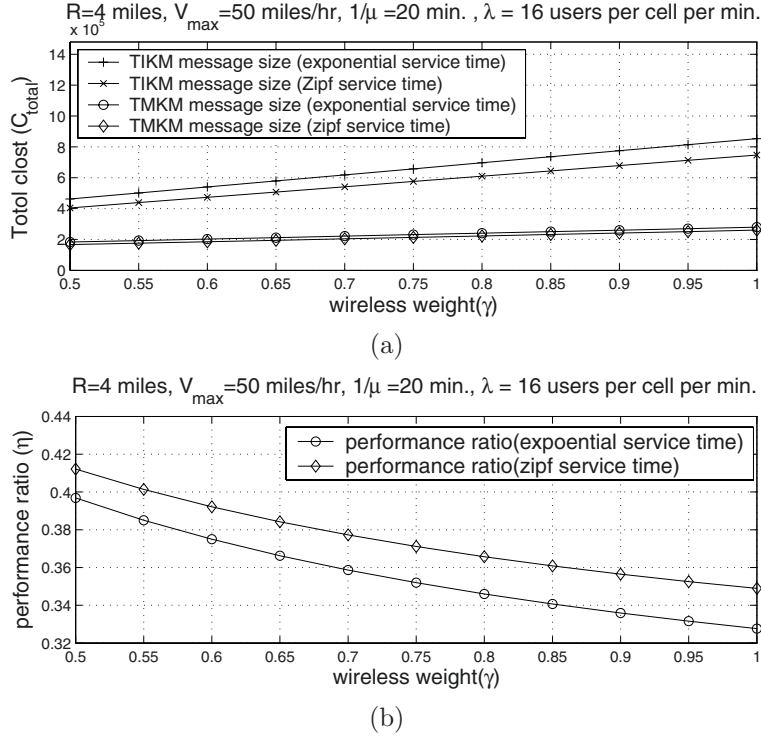 R=4 miles, V_max=50 miles/hr, 1/μ =20 min. , λ = 16 users per cell per min.
× 10^5
14
12
10
8
6
4
2
0
Totol clost (C_total)
TIKM message size (exponential service time)
TIKM message size (Zipf service time)
TMKM message size (exponential service time)
TMKM message size (zipf service time)
0.5 0.55 0.6 0.65 0.7 0.75 0.8 0.85 0.9 0.95 1
wireless weight(γ)
(a)
R=4 miles, V_max=50 miles/hr, 1/μ =20 min., λ = 16 users per cell per min.
0.44
0.42
0.4
0.38
0.36
0.34
0.32
performance ratio (η)
performance ratio(expoential service time)
performance ratio(zipf service time)
0.5 0.55 0.6 0.65 0.7 0.75 0.8 0.85 0.9 0.95 1
wireless weight(γ)
(b)